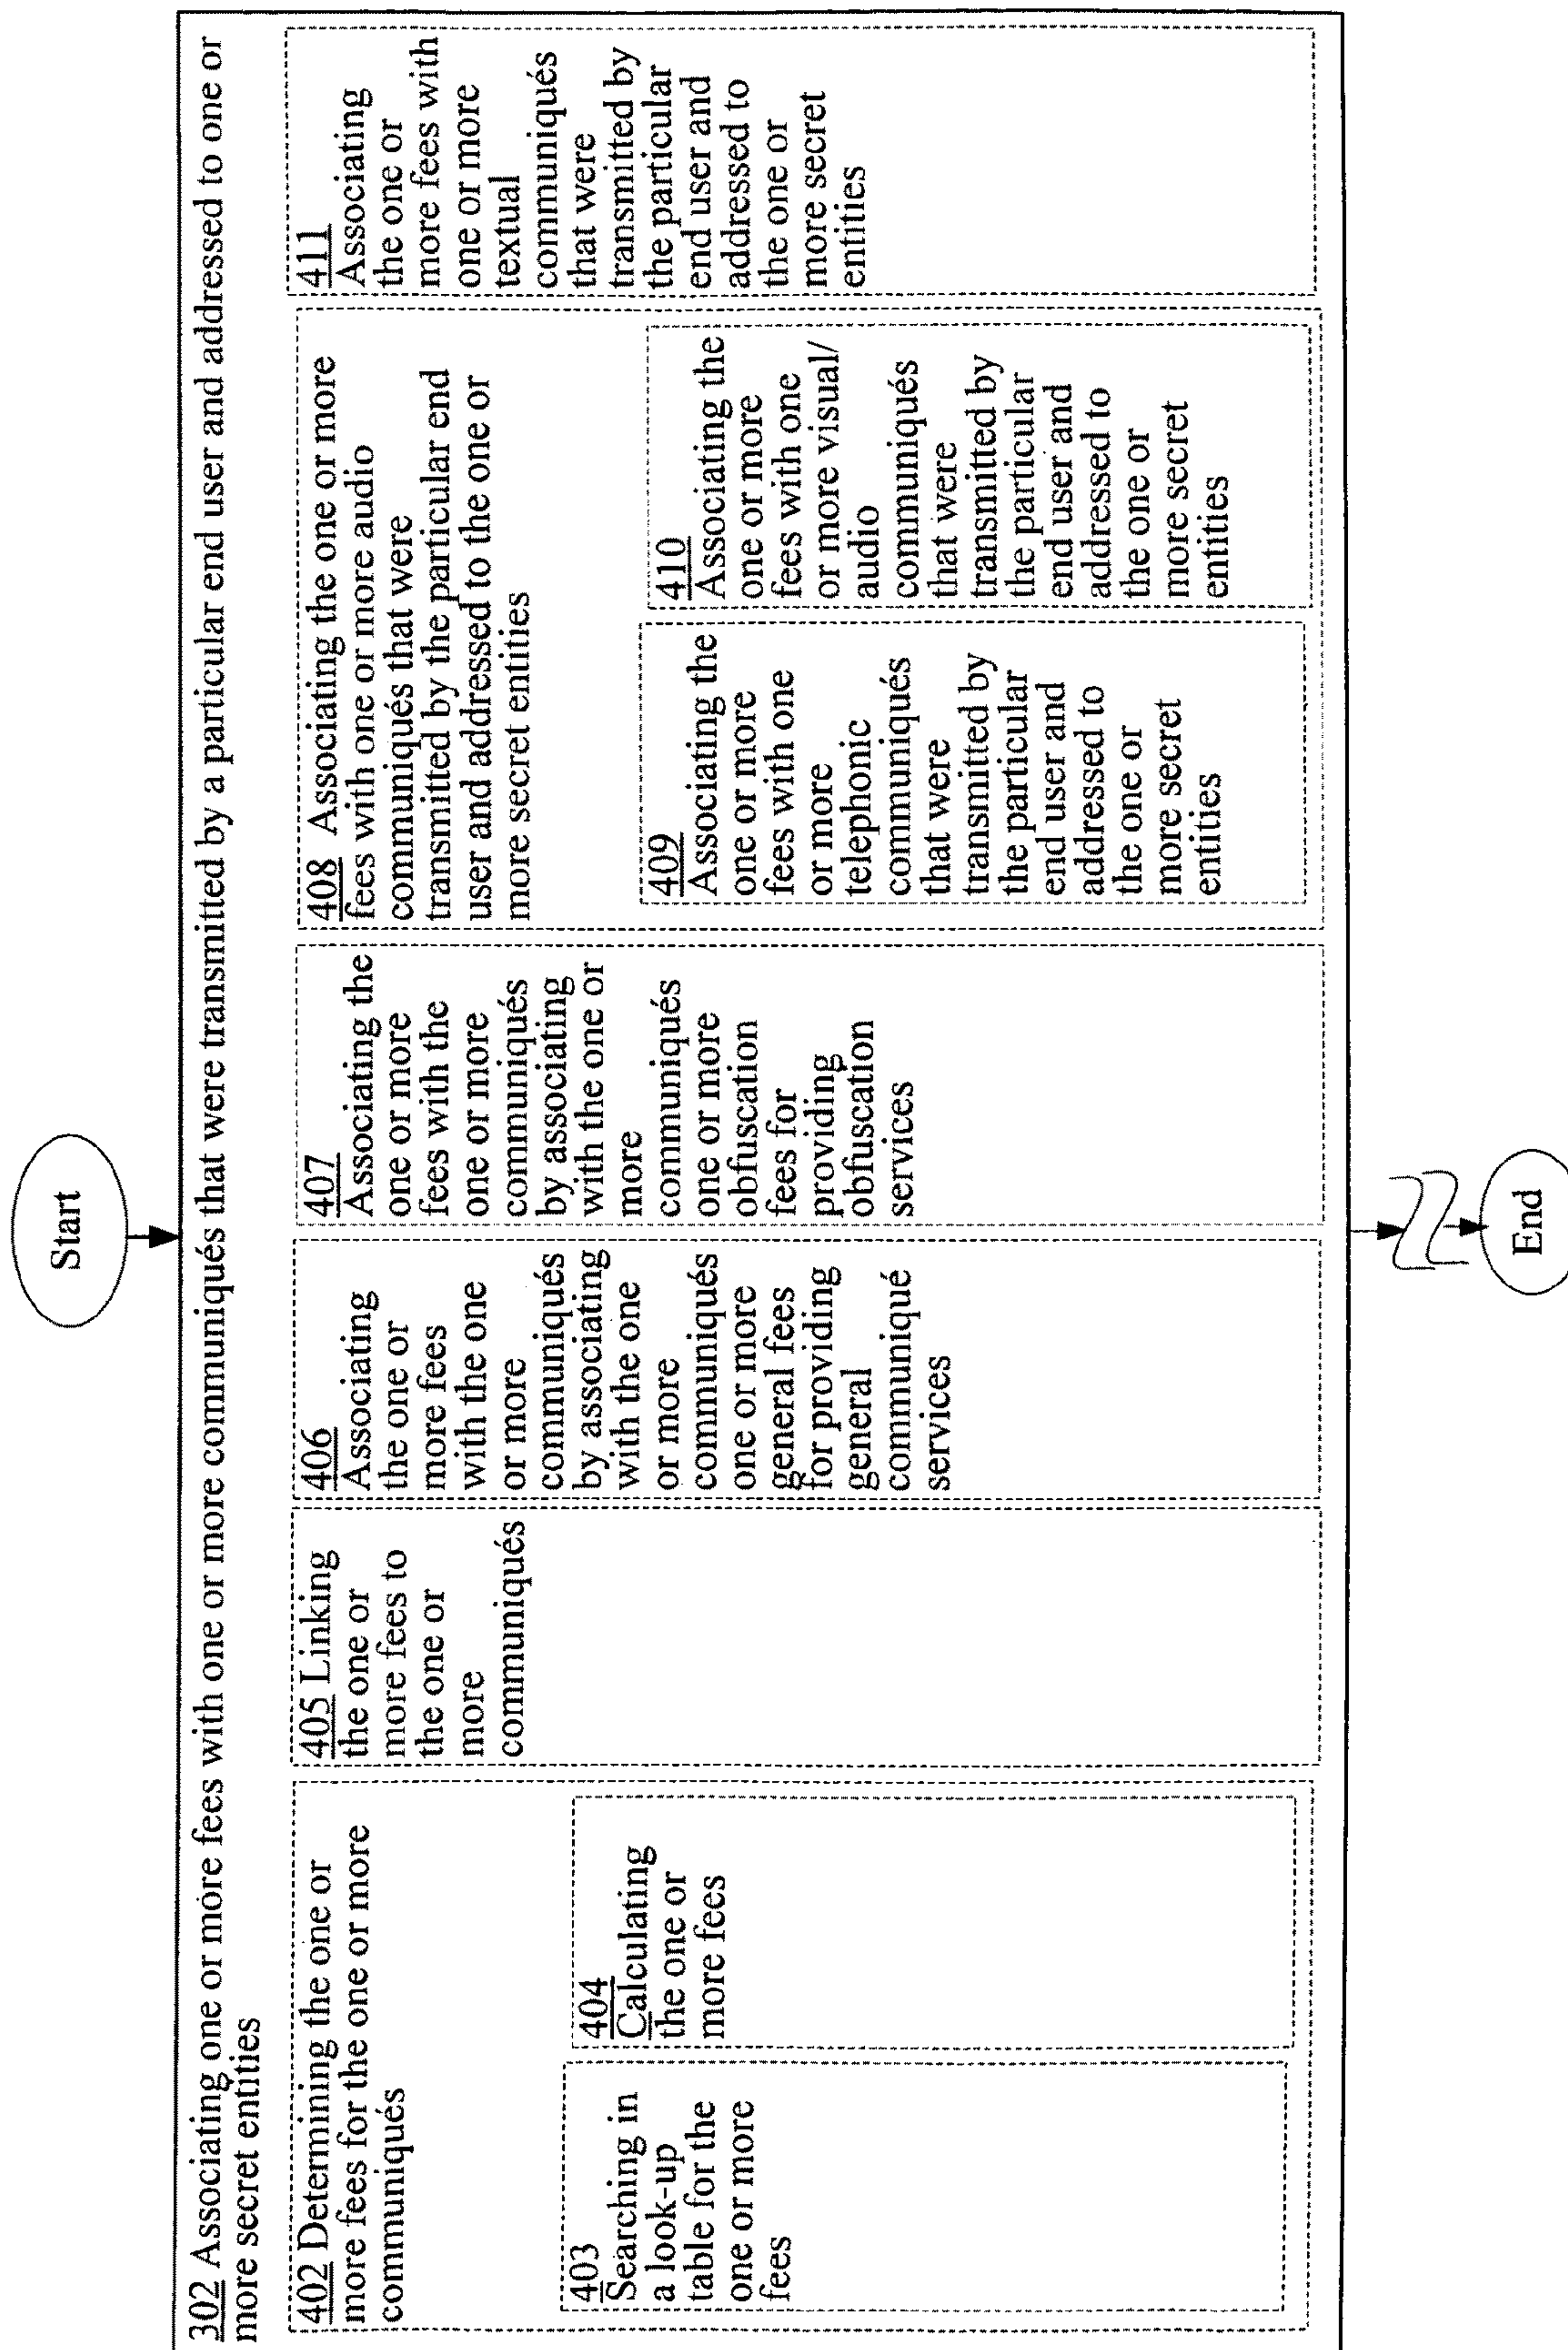 Start
302 Associating one or more fees with one or more communiqués that were transmitted by a particular end user and addressed to one or
more secret entities
402 Determining the one or
more fees for the one or more
communiqués
403
Searching in
a look-up
table for the
one or more
fees
404
Calculating
the one or
more fees
405 Linking
the one or
more fees to
the one or
more
communiqués
406
Associating
the one or
more fees
with the one
or more
communiqués
by associating
with the one
or more
communiqués
one or more
general fees
for providing
general
communiqué
services
407
Associating the
one or more
fees with the
one or more
communiqués
by associating
with the one or
more
communiqués
one or more
obfuscation
fees for
providing
obfuscation
services
408 Associating the one or more
fees with one or more audio
communiqués that were
transmitted by the particular end
user and addressed to the one or
more secret entities
409
Associating the
one or more
fees with one
or more
telephonic
communiqués
that were
transmitted by
the particular
end user and
addressed to
the one or
more secret
entities
410
Associating the
one or more
fees with one
or more visual/
audio
communiqués
that were
transmitted by
the particular
end user and
addressed to
the one or
more secret
entities
411
Associating
the one or
more fees with
one or more
textual
communiqués
that were
transmitted by
the particular
end user and
addressed to
the one or
more secret
entities
End